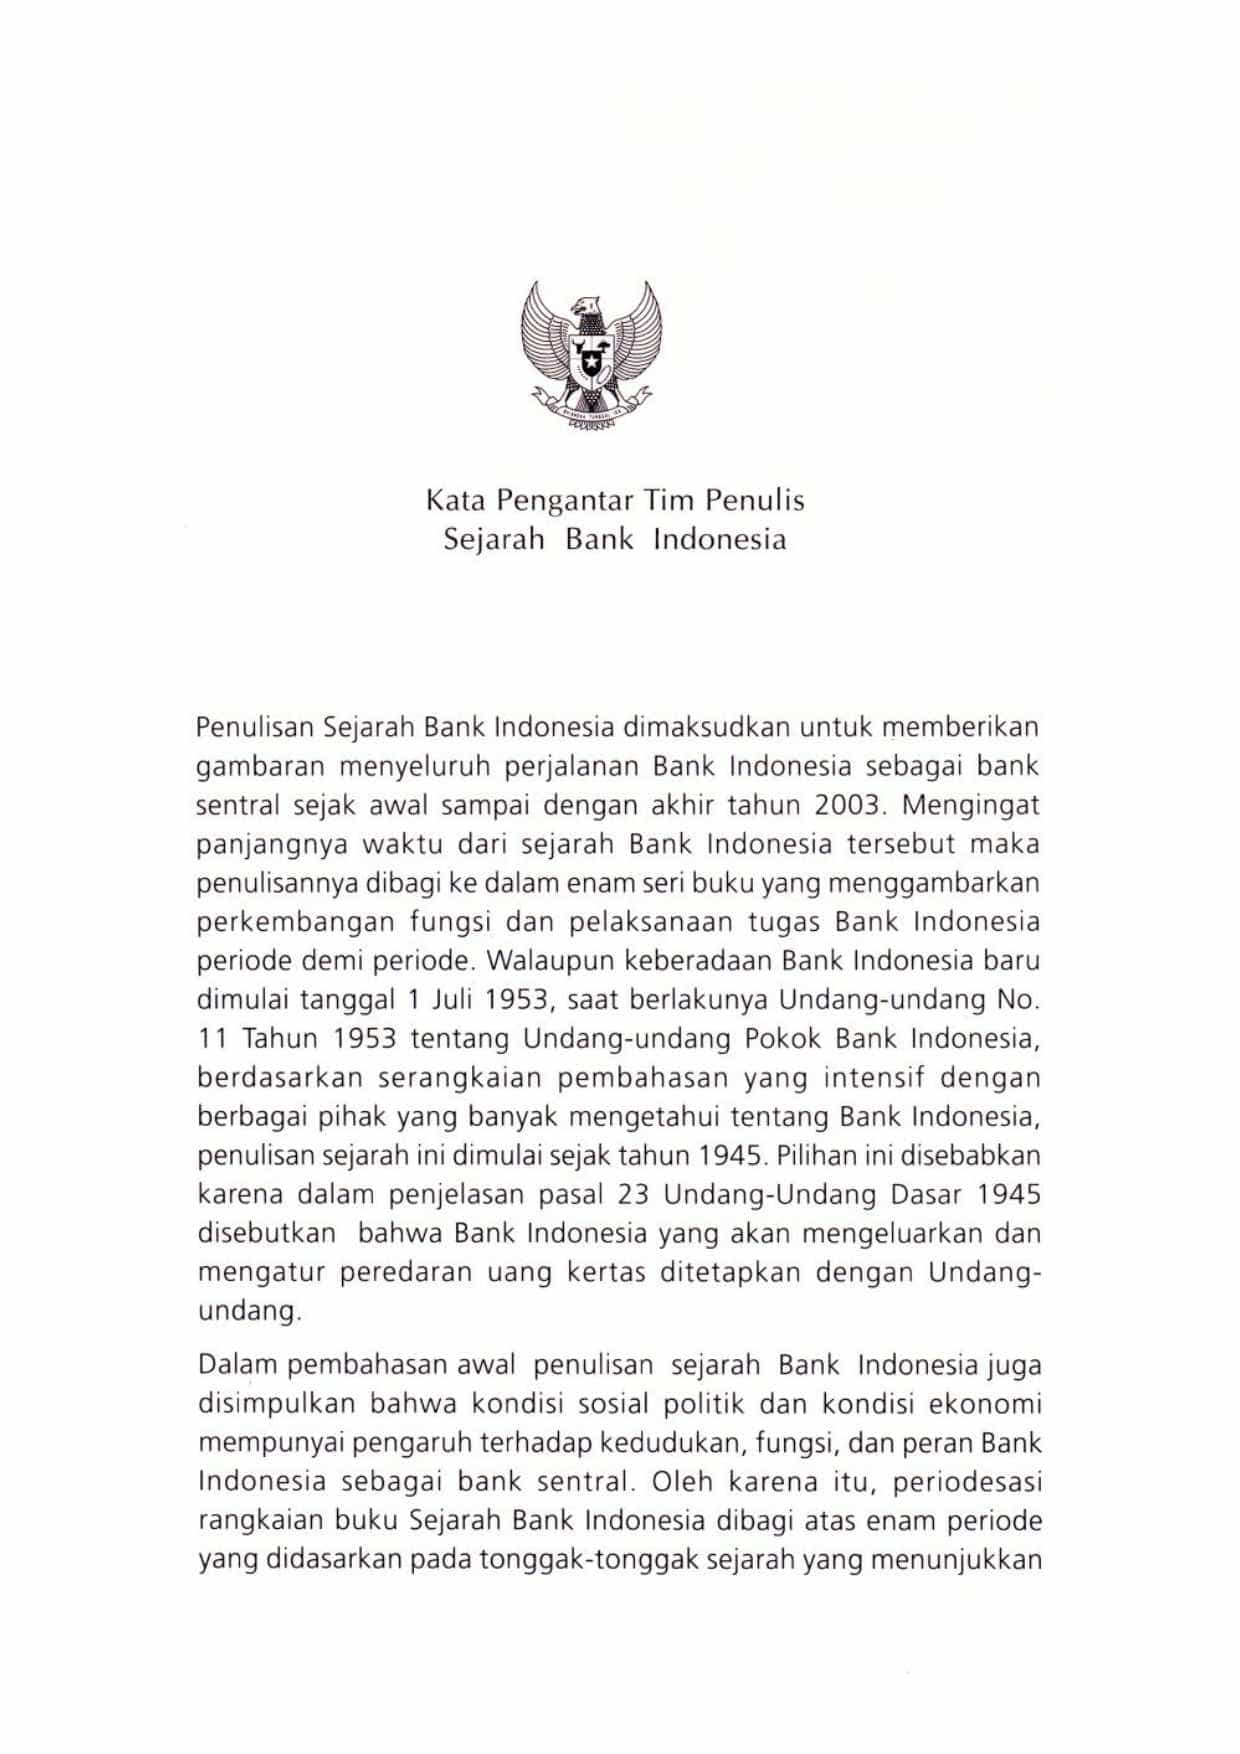 Kata Pengantar Tim Penulis
Sejarah Bank Indonesia
Penulisan Sejarah Bank Indonesia dimaksudkan untuk memberikan
gambaran menyeluruh perjalanan Bank Indonesia sebagai bank
sentral sejak awal sampai dengan akhir tahun 2003. Mengingat
panjangnya waktu dari sejarah Bank Indonesia tersebut maka
penulisannya dibagi ke dalam enam seri buku yang menggambarkan
perkembangan fungsi dan pelaksanaan tugas Bank Indonesia
periode demi periode. Walaupun keberadaan Bank Indonesia baru
dimulai tanggal 1 Juli 1953, saat berlakunya Undang-undang No.
11 Tahun 1953 tentang Undang-undang Pokok Bank Indonesia,
berdasarkan serangkaian pembahasan yang intensif dengan
berbagai pihak yang banyak mengetahui tentang Bank Indonesia,
penulisan sejarah ini dimulai sejak tahun 1945. Pilihan ini disebabkan
karena dalam penjelasan pasal 23 Undang-Undang Dasar 1945
disebutkan bahwa Bank Indonesia yang akan mengeluarkan dan
mengatur peredaran uang kertas ditetapkan dengan Undang-
undang.
Dalam pembahasan awal penulisan sejarah Bank Indonesia juga
disimpulkan bahwa kondisi sosial politik dan kondisi ekonomi
mempunyai pengaruh terhadap kedudukan, fungsi, dan peran Bank
Indonesia sebagai bank sentral. Oleh karena itu, periodesasi
rangkaian buku Sejarah Bank Indonesia dibagi atas enam periode
yang didasarkan pada tonggak-tonggak sejarah yang menunjukkan